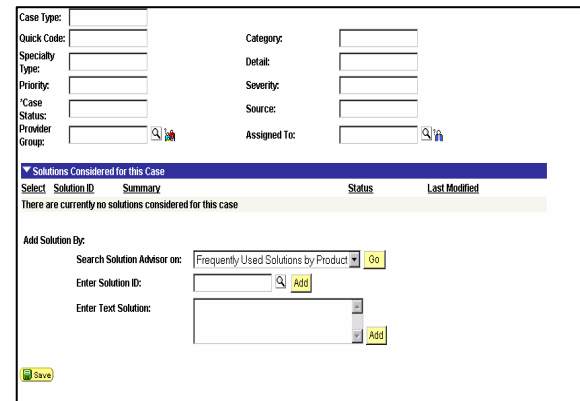 Case Type:
Quick Code: Category:
Specialty Type: Detail:
Priority: Severity:
*Case Status: Source:
Provider Group: Assigned To:
Solutions Considered for this Case
Select Solution ID Summary Status Last Modified
There are currently no solutions considered for this case
Add Solution By:
Search Solution Advisor on: Frequently Used Solutions by Product Go
Enter Solution ID: Add
Enter Text Solution:
Add
Save